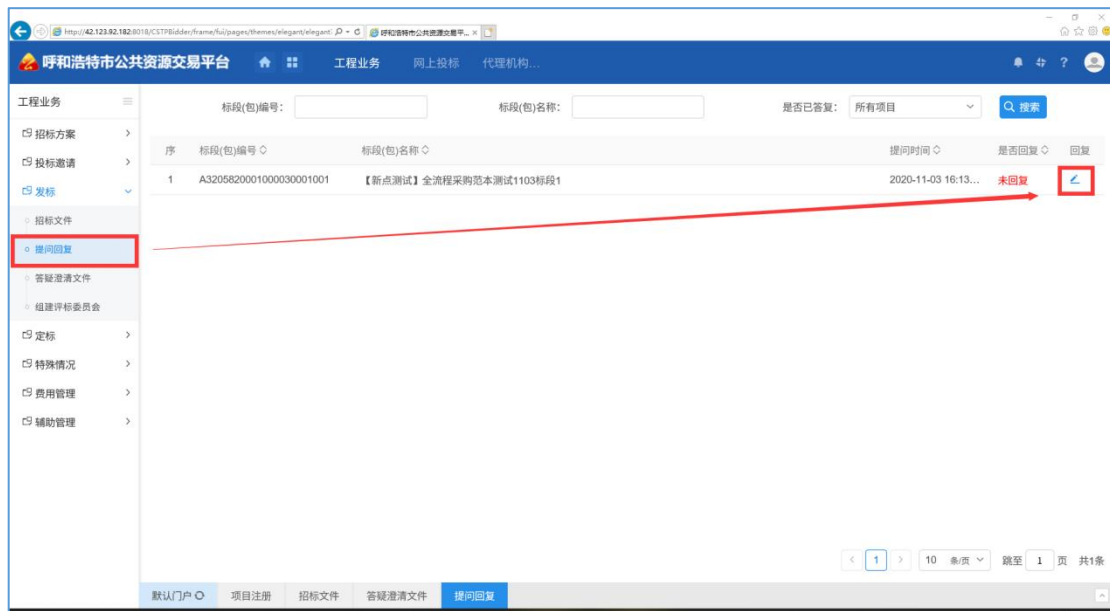 http://42.123.92.182:8018/CSTPBidder/frame/fui/pages/themes/elegant/elegant
呼和浩特市公共资源交易平...
呼和浩特市公共资源交易平台 工程业务 网上投标 代理机构...
工程业务
标段(包)编号： 标段(包)名称： 是否已答复： 所有项目 搜索
招标方案
投标邀请
发标
招标文件
提问回复
答疑澄清文件
组建评标委员会
定标
特殊情况
费用管理
辅助管理
序 标段(包)编号 标段(包)名称 提问时间 是否回复 回复
1 A3205820001000030001001 【新点测试】全流程采购范本测试1103标段1 2020-11-03 16:13... 未回复
1 10 条/页 跳至 1 页 共1条
默认门户 项目注册 招标文件 答疑澄清文件 提问回复